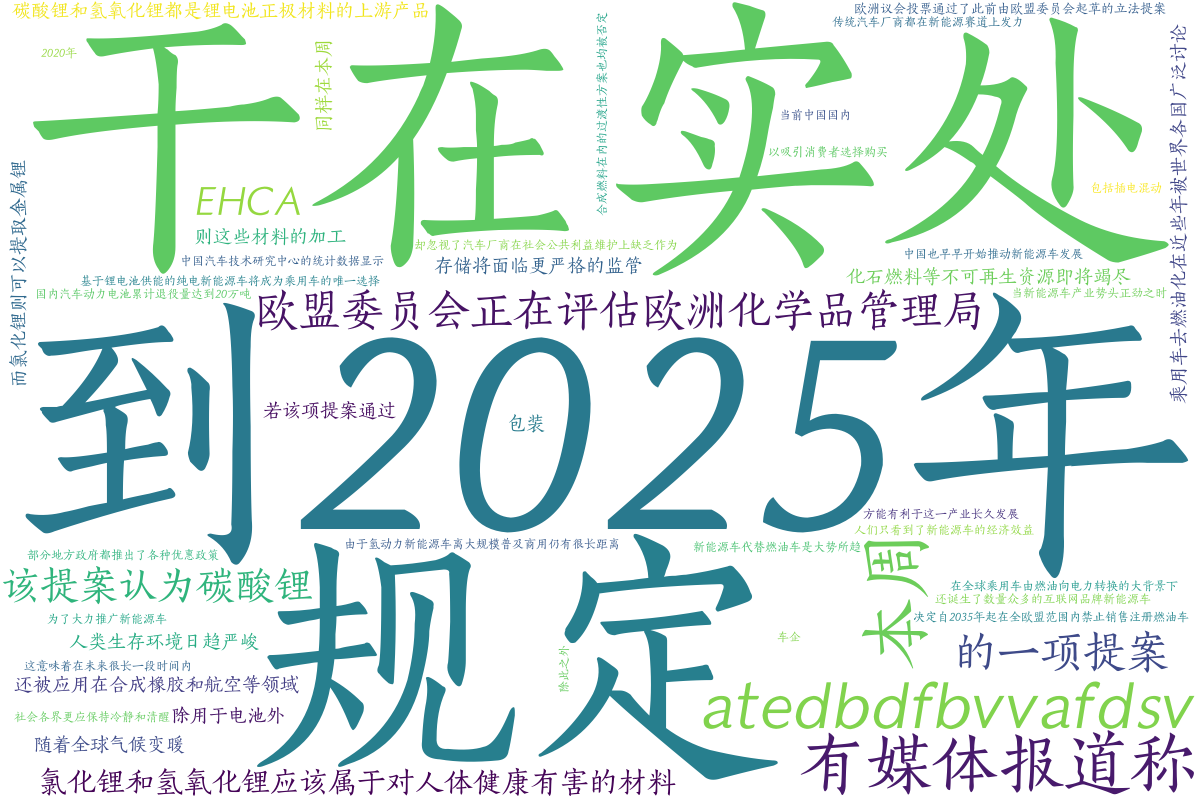 碳酸锂和氢氧化锂都是锂电池正极材料的上游产品
欧洲议会投票通过了此前由欧盟委员会起草的立法提案
传统汽车厂商都在新能源赛道上发力
2020年
同样在本周
合成燃料在内的过渡性方案也均被否定
乘用车去燃油化在近些年被世界各国广泛讨论
干在实处
当前中国国内
以吸引消费者选择购买
包括插电混动
EHCA
则这些材料的加工
却忽视了汽车厂商在社会公共利益维护上缺乏作为
中国汽车技术研究中心的统计数据显示
存储将面临更严格的监管
中国也早早开始推动新能源车发展
基于锂电池供能的纯电新能源车将成为乘用车的唯一选择
化石燃料等不可再生资源即将竭尽
国内汽车动力电池累计退役量达到20万吨
当新能源车产业势头正劲之时
而氯化锂则可以提取金属锂
欧盟委员会正在评估欧洲化学品管理局
到2025年
若该项提案通过
包装
方能有利于这一产业长久发展
人们只看到了新能源车的经济效益
由于氢动力新能源车离大规模普及商用仍有很长距离
新能源车代替燃油车是大势所趋
部分地方政府都推出了各种优惠政策
本周
该提案认为碳酸锂
在全球乘用车由燃油向电力转换的大背景下
还诞生了数量众多的互联网品牌新能源车
为了大力推广新能源车
决定自2035年起在全欧盟范围内禁止销售注册燃油车
规定
人类生存环境日趋严峻
车企
的一项提案
除此之外
这意味着在未来很长一段时间内
还被应用在合成橡胶和航空等领域
社会各界更应保持冷静和清醒
除用于电池外
atedbdfbvvafdsv
随着全球气候变暖
有媒体报道称
氯化锂和氢氧化锂应该属于对人体健康有害的材料